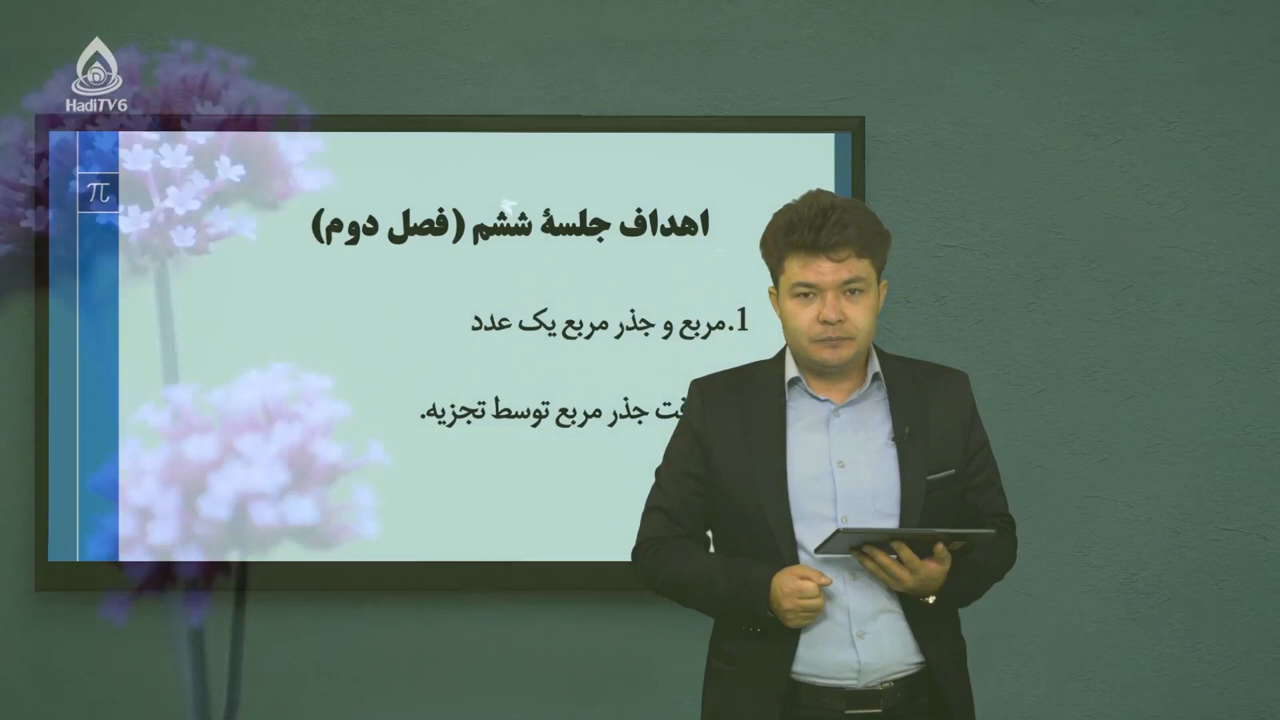 HadiTV6
π
اهداف جلسهٔ ششم (فصل دوم)
1.مربع و جذر مربع یک عدد
جذر مربع توسط تجزیه.